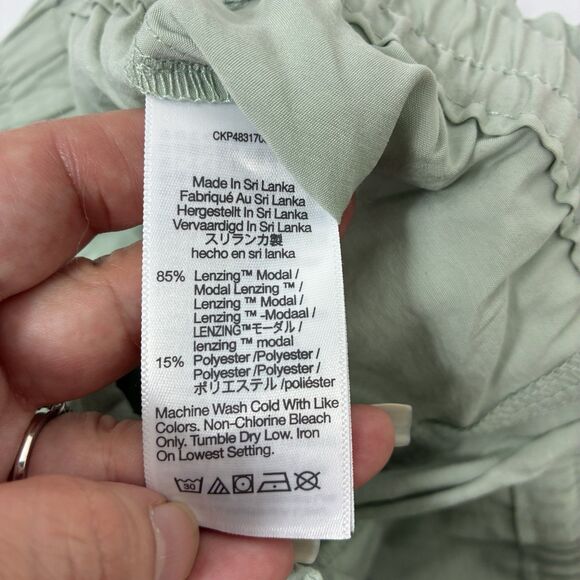 CKP483170
Made In Sri Lanka
Fabriqué Au Sri Lanka
Hergestellt In Sri Lanka
Vervaardigd In Sri Lanka
スリランカ製
hecho en sri lanka
85% Lenzing™ Modal /
Modal Lenzing ™ /
Lenzing ™ Modal /
Lenzing ™ -Modaal /
LENZING™モーダル /
lenzing ™ modal
15% Polyester /Polyester /
Polyester /Polyester /
ポリエステル /poliéster
Machine Wash Cold With Like
Colors. Non-Chlorine Bleach
Only. Tumble Dry Low. Iron
On Lowest Setting.
30